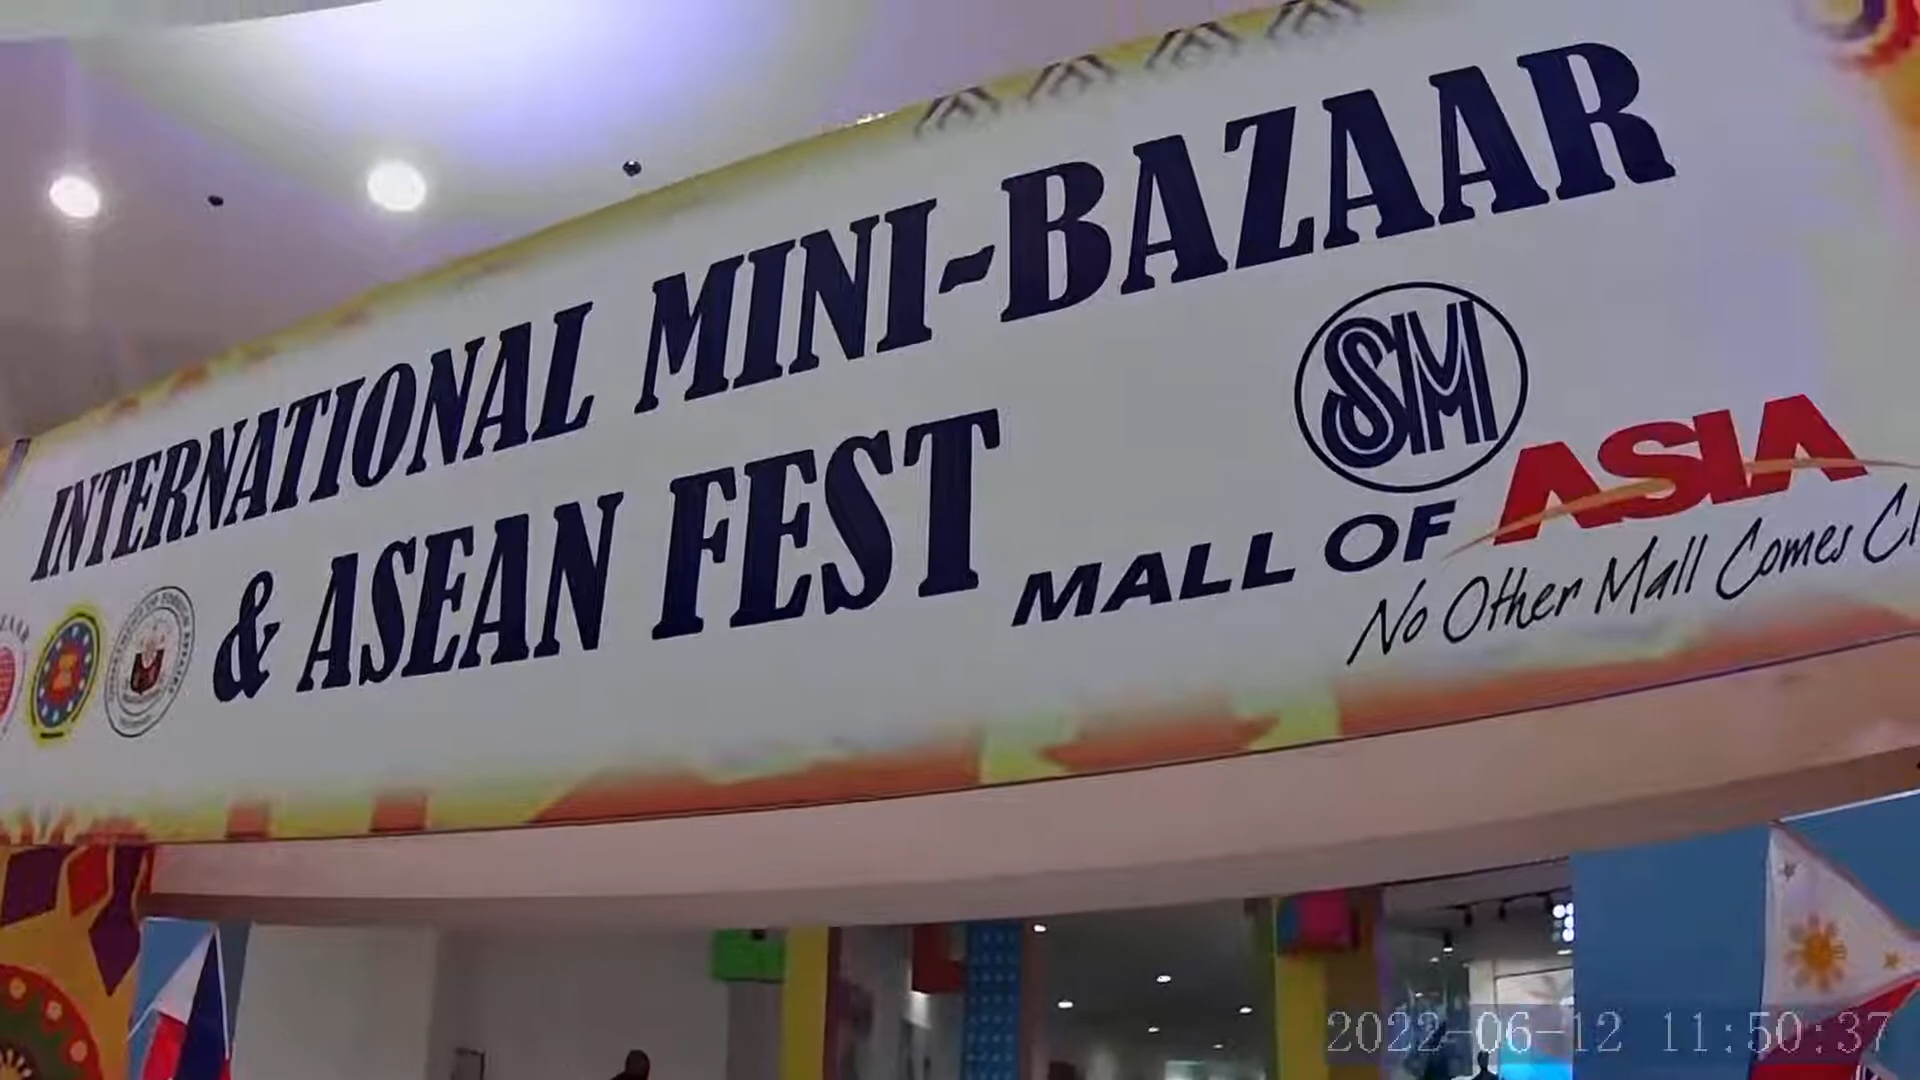 INTERNATIONAL MINI-BAZAAR
& ASEAN FEST
SM
MALL OF ASIA
No Other Mall Comes
2022-06-12 11:50:37